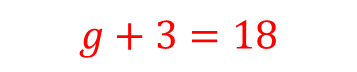 g + 3 = 18